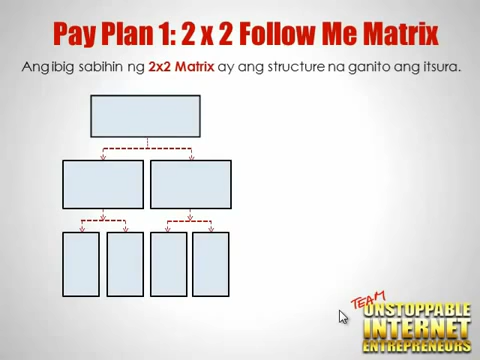 Pay Plan 1: 2 x 2 Follow Me Matrix
Ang ibig sabihin ng 2x2 Matrix ay ang structure na ganito ang itsura.
TEAM
UNSTOPPABLE
INTERNET
ENTREPRENEURS